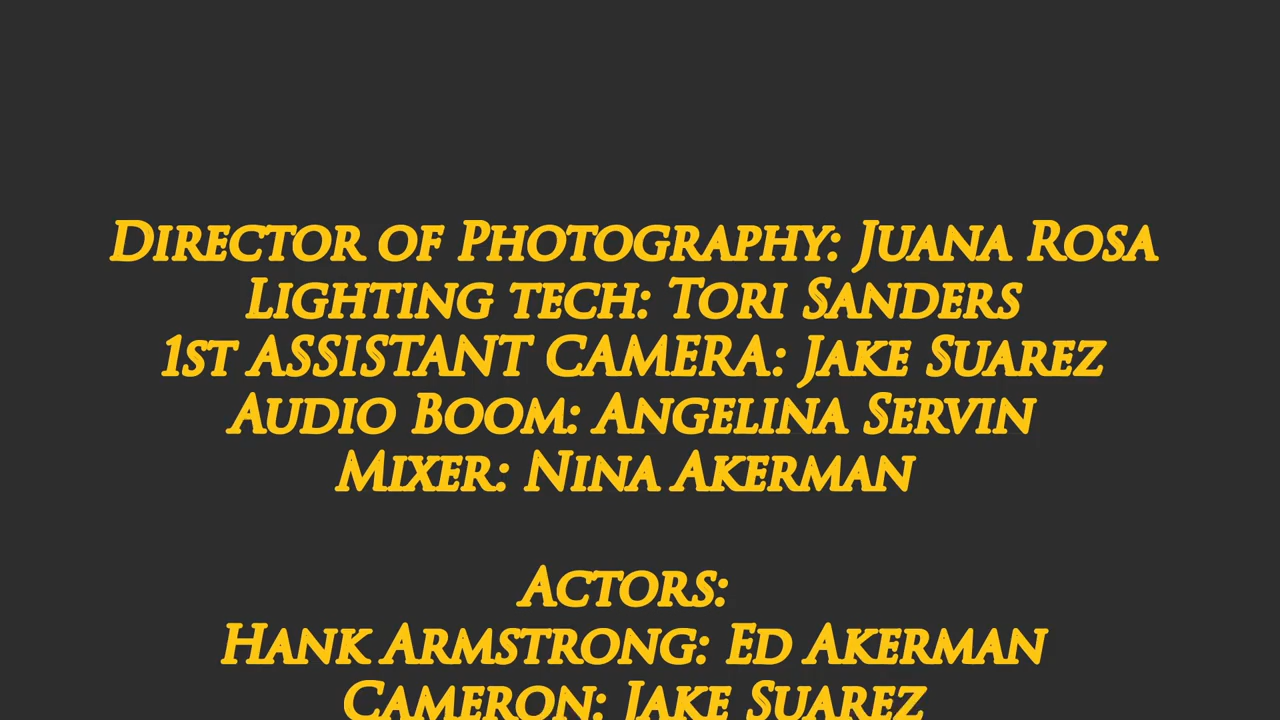 Director of Photography: Juana Rosa
Lighting tech: Tori Sanders
1st ASSISTANT CAMERA: Jake Suarez
Audio Boom: Angelina Servin
Mixer: Nina Akerman
Actors:
Hank Armstrong: Ed Akerman
Cameron: Jake Suarez